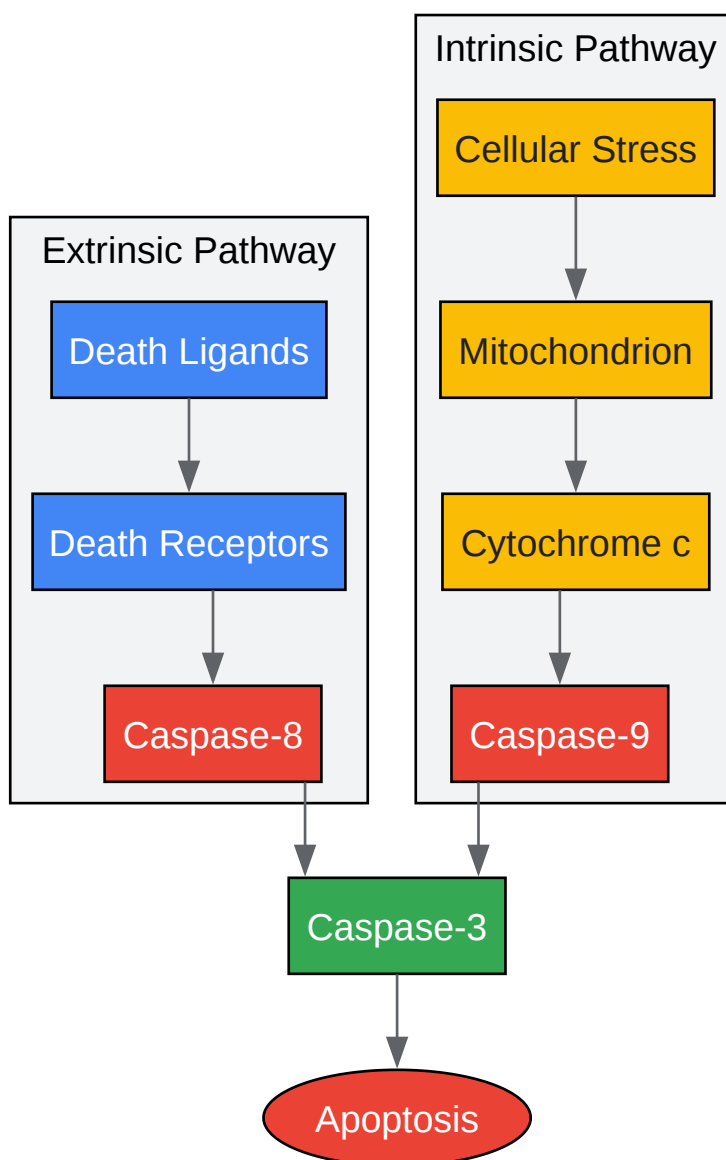 Extrinsic Pathway
Death Ligands
Death Receptors
Caspase-8
Intrinsic Pathway
Cellular Stress
Mitochondrion
Cytochrome c
Caspase-9
Caspase-3
Apoptosis